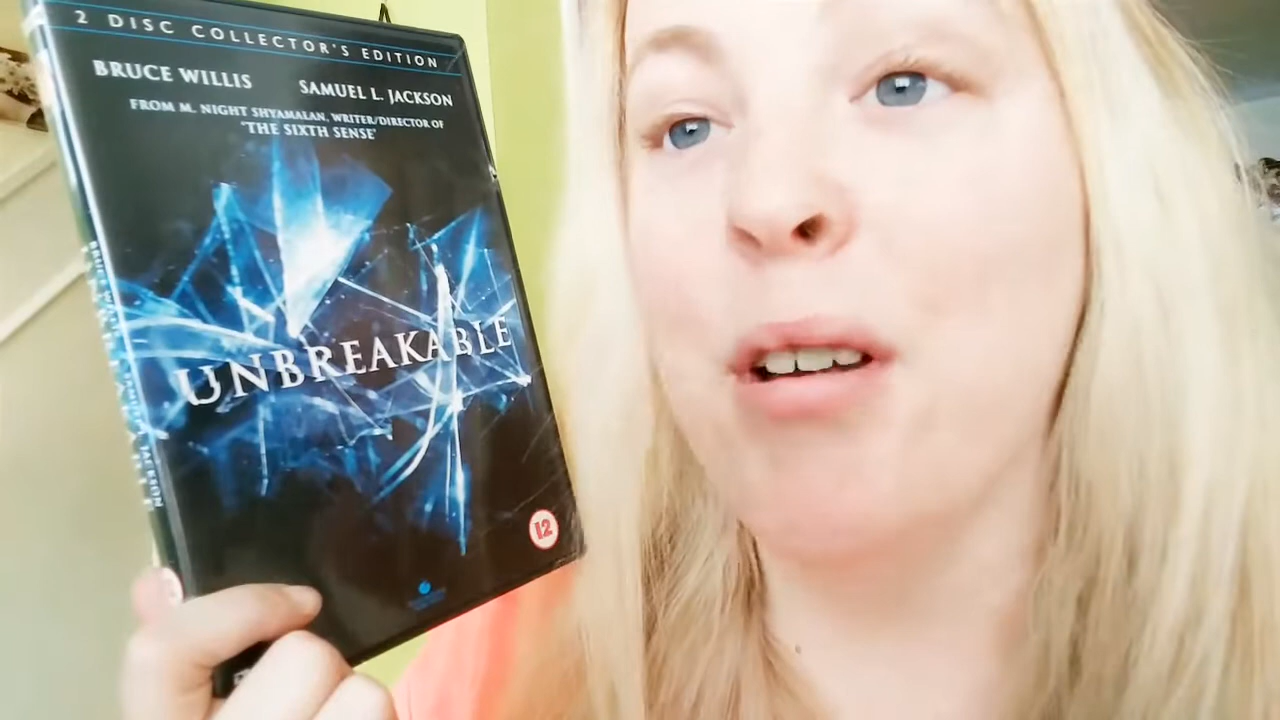 2 DISC COLLECTOR'S EDITION
BRUCE WILLIS SAMUEL L. JACKSON
FROM M. NIGHT SHYAMALAN, WRITER/DIRECTOR OF
'THE SIXTH SENSE'
UNBREAKABLE
12